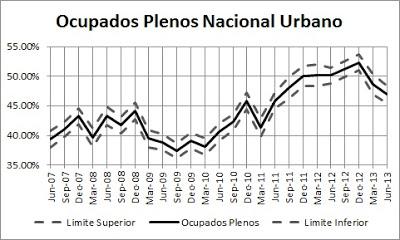 Ocupados Plenos Nacional Urbano
55.00%
50.00%
45.00%
40.00%
35.00%
Jun-07
Sep-07
Dec-07
Mar-08
Jun-08
Sep-08
Dec-08
Mar-09
Jun-09
Sep-09
Dec-09
Mar-10
Jun-10
Sep-10
Dec-10
Mar-11
Jun-11
Sep-11
Dec-11
Mar-12
Jun-12
Sep-12
Dec-12
Mar-13
Jun-13
Limite Superior Ocupados Plenos Limite Inferior